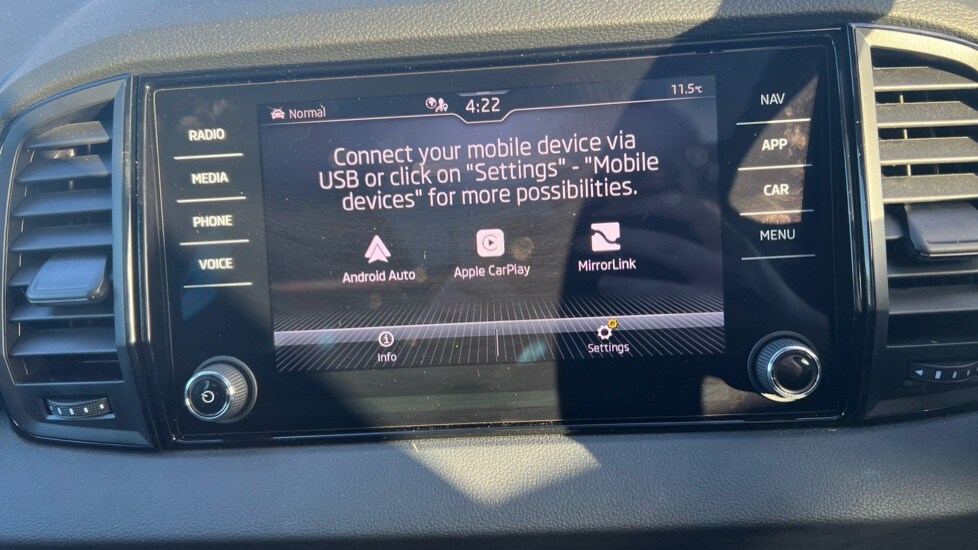 Normal
4:22
11.5°C
RADIO
MEDIA
PHONE
VOICE
Connect your mobile device via
USB or click on "Settings" - "Mobile
devices" for more possibilities.
Android Auto
Apple CarPlay
MirrorLink
Info
Settings
NAV
APP
CAR
MENU